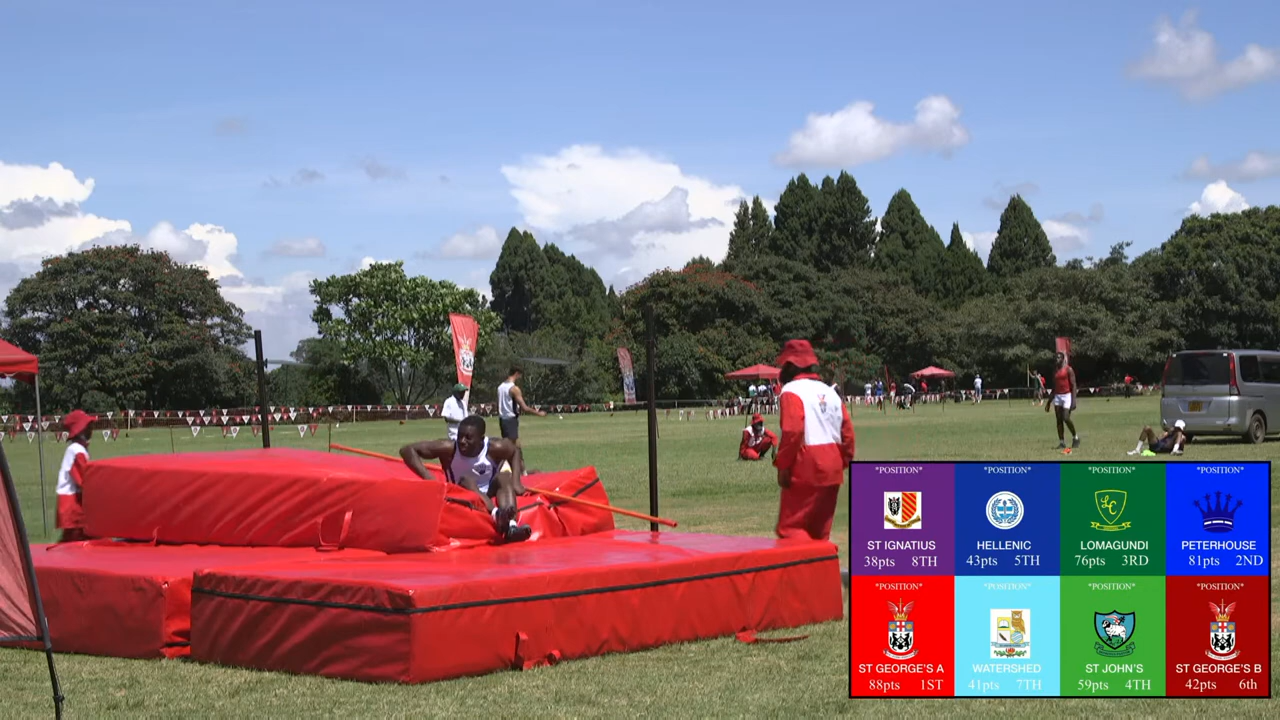 *POSITION* *POSITION* *POSITION* *POSITION*
ST IGNATIUS HELLENIC LOMAGUNDI PETERHOUSE
38pts 8TH 43pts 5TH 76pts 3RD 81pts 2ND
*POSITION* *POSITION* *POSITION* *POSITION*
ST GEORGE'S A WATERSHED ST JOHN'S ST GEORGE'S B
88pts 1ST 41pts 7TH 59pts 4TH 42pts 6th